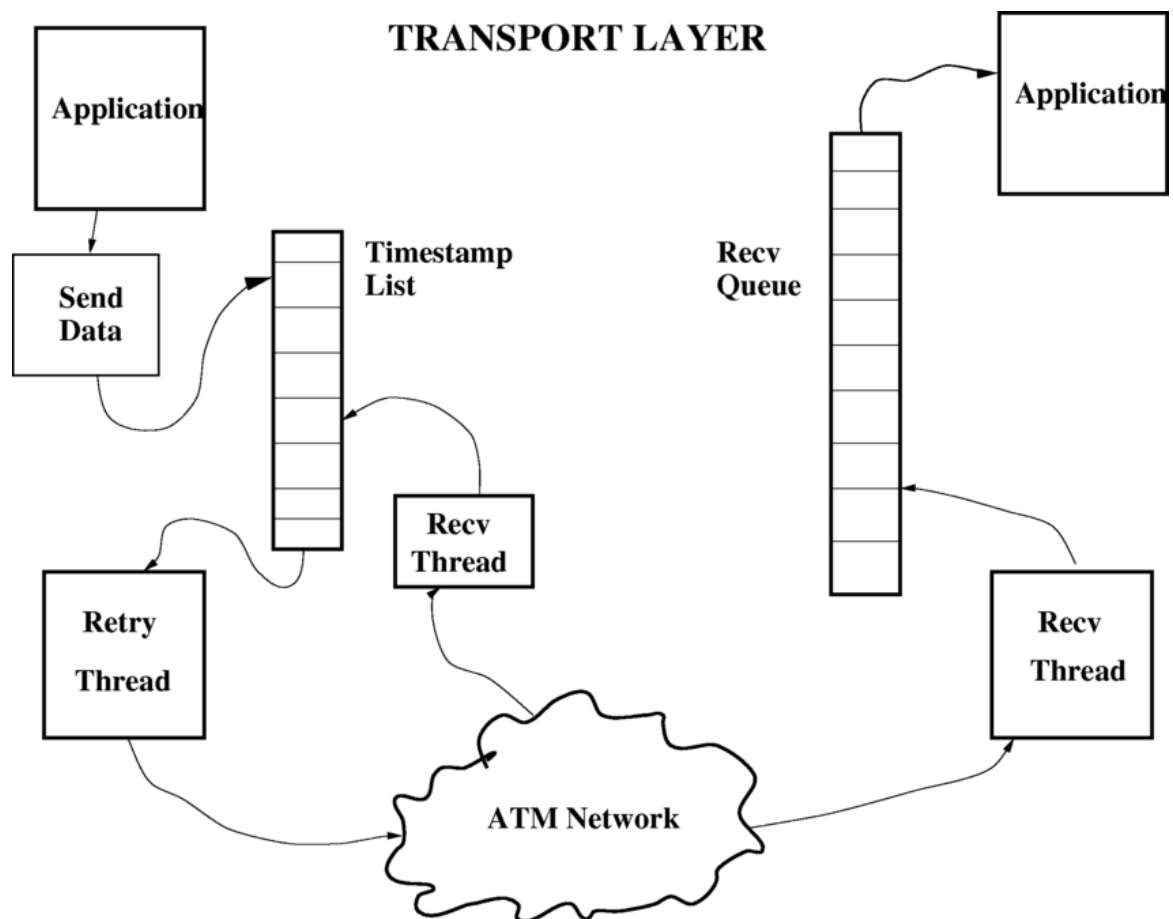 TRANSPORT LAYER
Application
Application
Send
Data
Timestamp
List
Recv
Queue
Recv
Thread
Retry
Thread
Recv
Thread
ATM Network